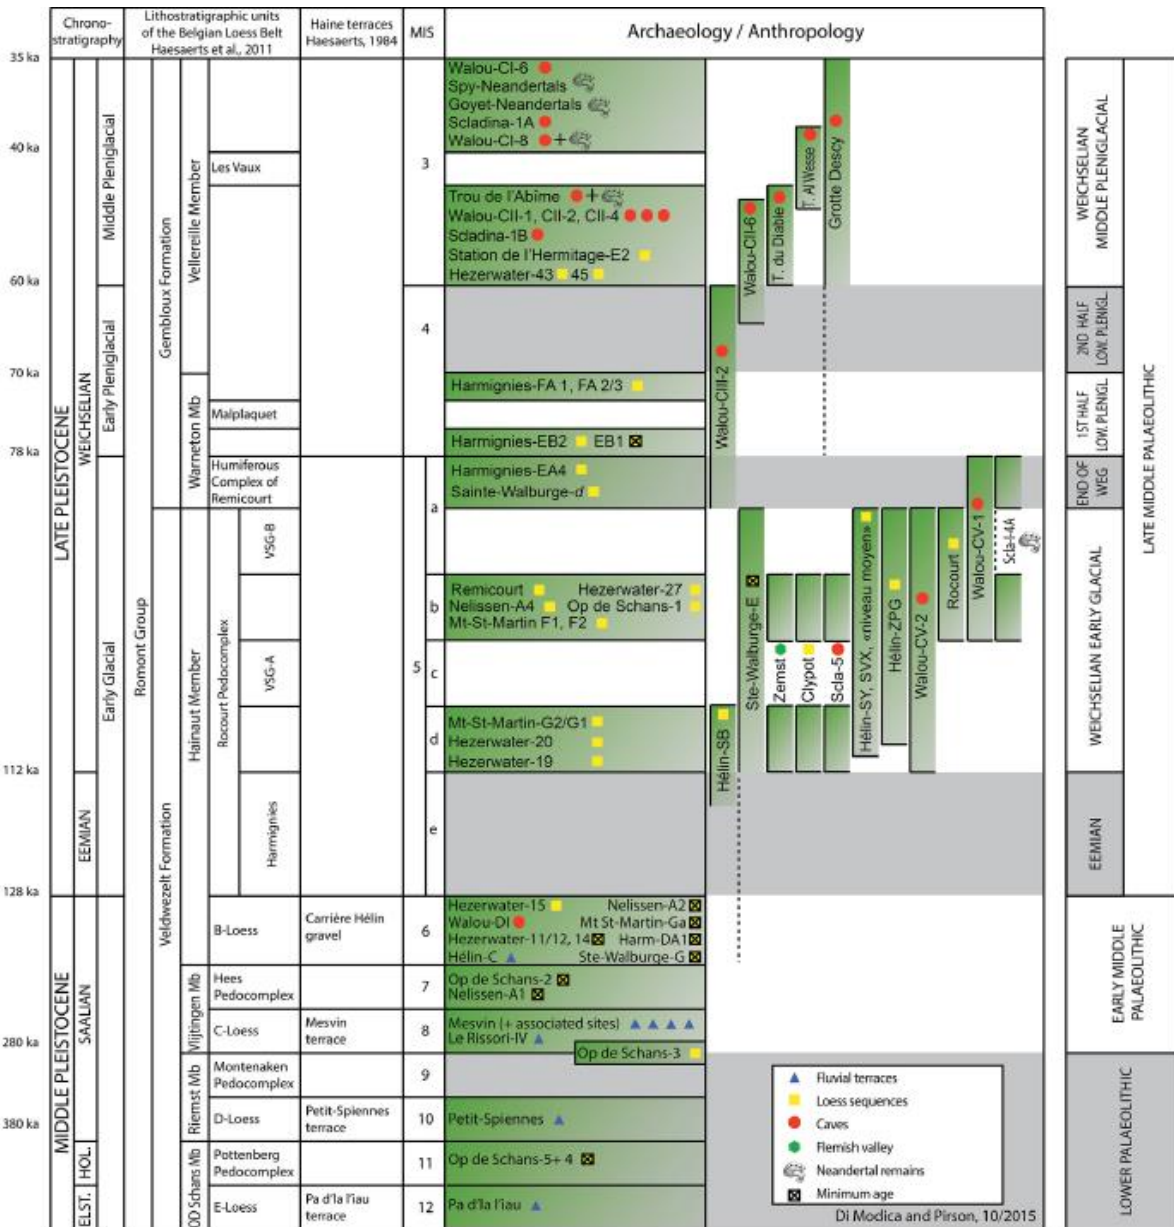 Chrono-
stratigraphy
Lithostratigraphic units
of the Belgian Loess Belt
Haesaerts et al., 2011
Haine terraces
Haesaerts, 1984
MIS
Archaeology / Anthropology
35 ka
40 ka
60 ka
70 ka
78 ka
112 ka
128 ka
280 ka
380 ka
LATE PLEISTOCENE
MIDDLE PLEISTOCENE
WEICHSELIAN
EEMIAN
SAALIAN
HOL.
ELST.
Middle Pleniglacial
Early Pleniglacial
Early Glacial
Romont Group
Gembloux Formation
Veldwezelt Formation
Vellereille Member
Warneton Mb
Hainaut Member
Vlijtingen Mb
Riemst Mb
OD Schans Mb
Les Vaux
Malplaquet
Humiferous
Complex of
Remicourt
Rocourt Pedocomplex
VSG-B
VSG-A
Harmignies
B-Loess
Hees
Pedocomplex
C-Loess
Montenaken
Pedocomplex
D-Loess
Pottenberg
Pedocomplex
E-Loess
Carrière Hélin
gravel
Mesvin
terrace
Petit-Spiennes
terrace
Pa d'la l'iau
terrace
3
4
5
a
b
c
d
e
6
7
8
9
10
11
12
Walou-CI-6
Spy-Neandertals
Goyet-Neandertals
Scladina-1A
Walou-CI-8 +
Trou de l'Abîme +
Walou-CII-1, CII-2, CII-4
Scladina-1B
Station de l'Hermitage-E2
Hezerwater-43 45
Harmignies-FA 1, FA 2/3
Harmignies-EB2 EB1
Harmignies-EA4
Sainte-Walburge-d
Remicourt Hezerwater-27
Nelissen-A4 Op de Schans-1
Mt-St-Martin F1, F2
Mt-St-Martin-G2/G1
Hezerwater-20
Hezerwater-19
Hezerwater-15 Nelissen-A2
Walou-DI Mt St-Martin-Ga
Hezerwater-11/12, 14 Harm-DA1
Hélin-C Ste-Walburge-G
Op de Schans-2
Nelissen-A1
Mesvin (+ associated sites)
Le Rissori-IV
Op de Schans-3
Petit-Spiennes
Op de Schans-5+ 4
Pa d'la l'iau
Walou-CIII-2
Walou-CII-6
T. du Diable
T. Al Wesse
Grotte Descy
Hélin-SB
Ste-Walburge-E
Zemst
Clypot
Scla-5
Hélin-SY, SVX, «niveau moyen»
Hélin-ZPG
Walou-CV-2
Rocourt
Walou-CV-1
Scla-I-4A
Fluvial terraces
Loess sequences
Caves
Flemish valley
Neandertal remains
Minimum age
Di Modica and Pirson, 10/2015
WEICHSELIAN
MIDDLE PLENIGLACIAL
2ND HALF
LOW. PLENIGL.
1ST HALF
LOW. PLENIGL.
END OF
WEG
WEICHSELIAN EARLY GLACIAL
EEMIAN
LATE MIDDLE PALAEOLITHIC
EARLY MIDDLE
PALAEOLITHIC
LOWER PALAEOLITHIC